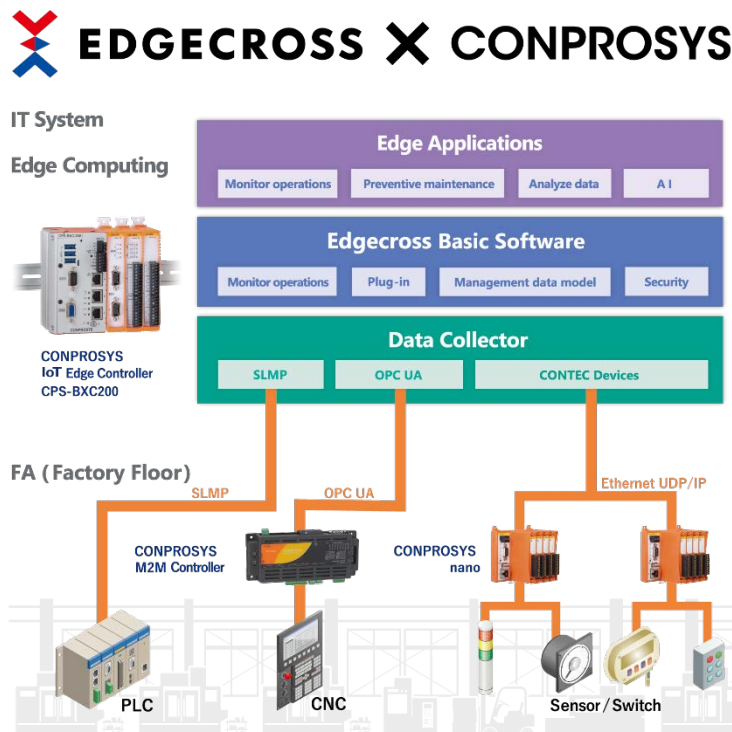 EDGECROSS X CONPROSYS
IT System
Edge Computing
Edge Applications
Monitor operations
Preventive maintenance
Analyze data
A I
Edgecross Basic Software
Monitor operations
Plug-in
Management data model
Security
CONPROSYS
IoT Edge Controller
CPS-BXC200
Data Collector
SLMP
OPC UA
CONTEC Devices
FA ( Factory Floor )
SLMP
OPC UA
Ethernet UDP/IP
CONPROSYS
M2M Controller
CONPROSYS
nano
PLC
CNC
Sensor / Switch